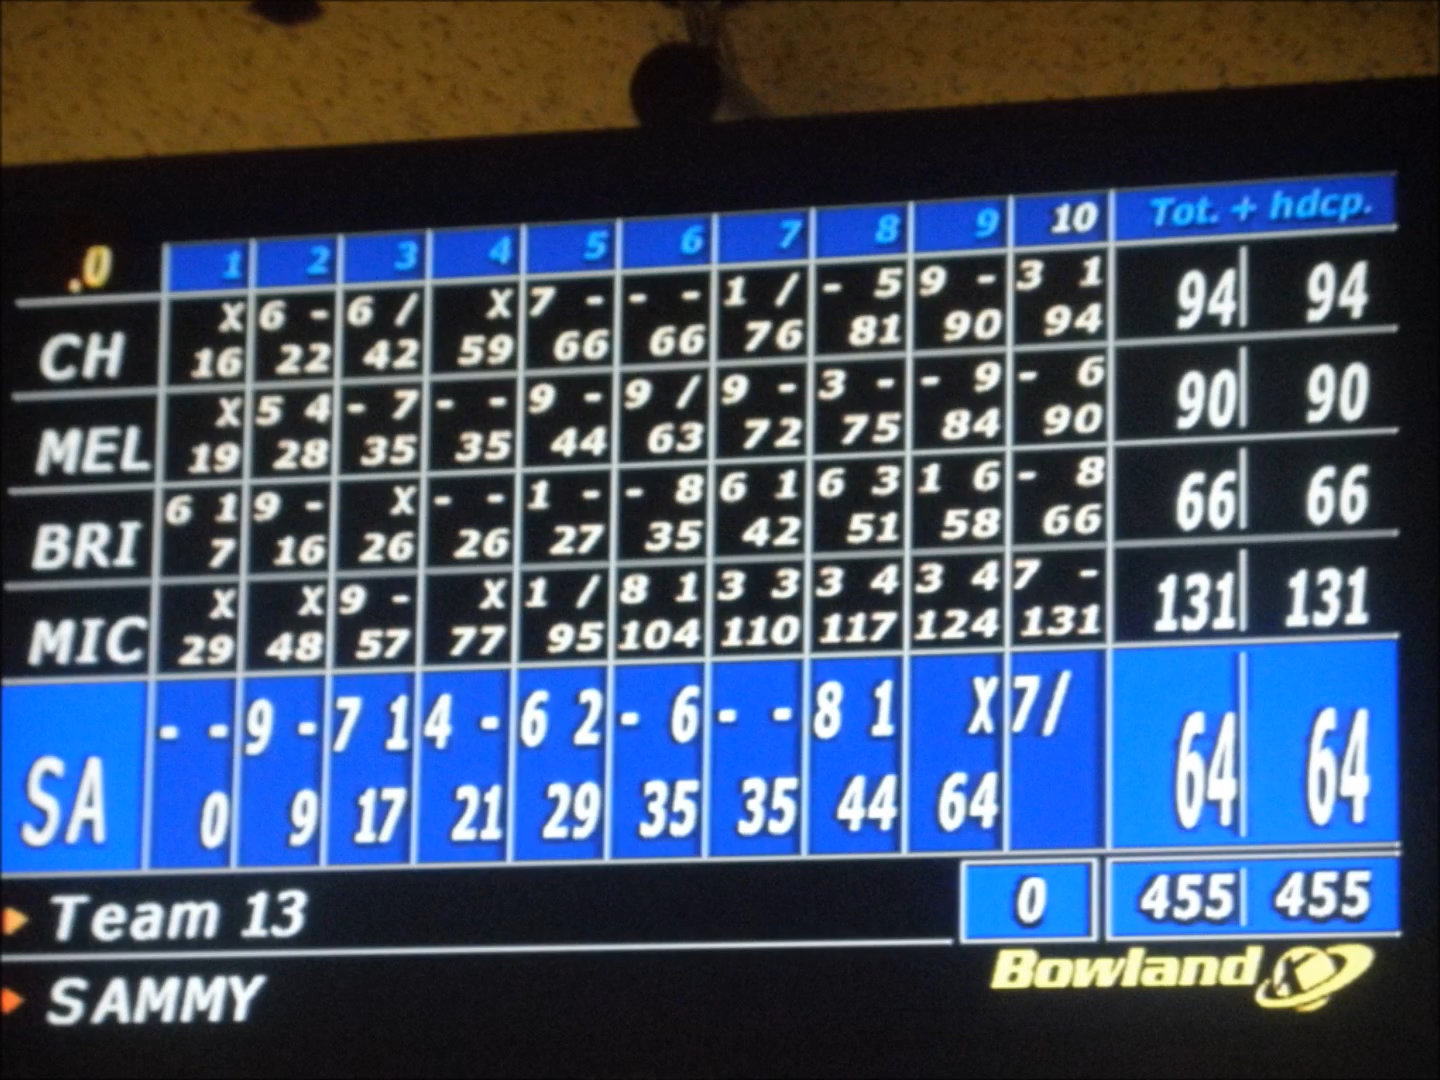 .0 1 2 3 4 5 6 7 8 9 10 Tot. + hdcp.
CH X 6 - 6 / X 7 - - - 1 / - 5 9 - 3 1 94 94
16 22 42 59 66 66 76 81 90 94
MEL X 5 4 - 7 - - 9 - 9 / 9 - 3 - - 9 - 6 90 90
19 28 35 35 44 63 72 75 84 90
BRI 6 1 9 - X - - 1 - - 8 6 1 6 3 1 6 - 8 66 66
7 16 26 26 27 35 42 51 58 66
MIC X X 9 - X 1 / 8 1 3 3 3 4 3 4 7 - 131 131
29 48 57 77 95 104 110 117 124 131
SA - - 9 - 7 1 4 - 6 2 - 6 - - 8 1 X 7/ 64 64
0 9 17 21 29 35 35 44 64
Team 13 0 455 455
Bowland
SAMMY